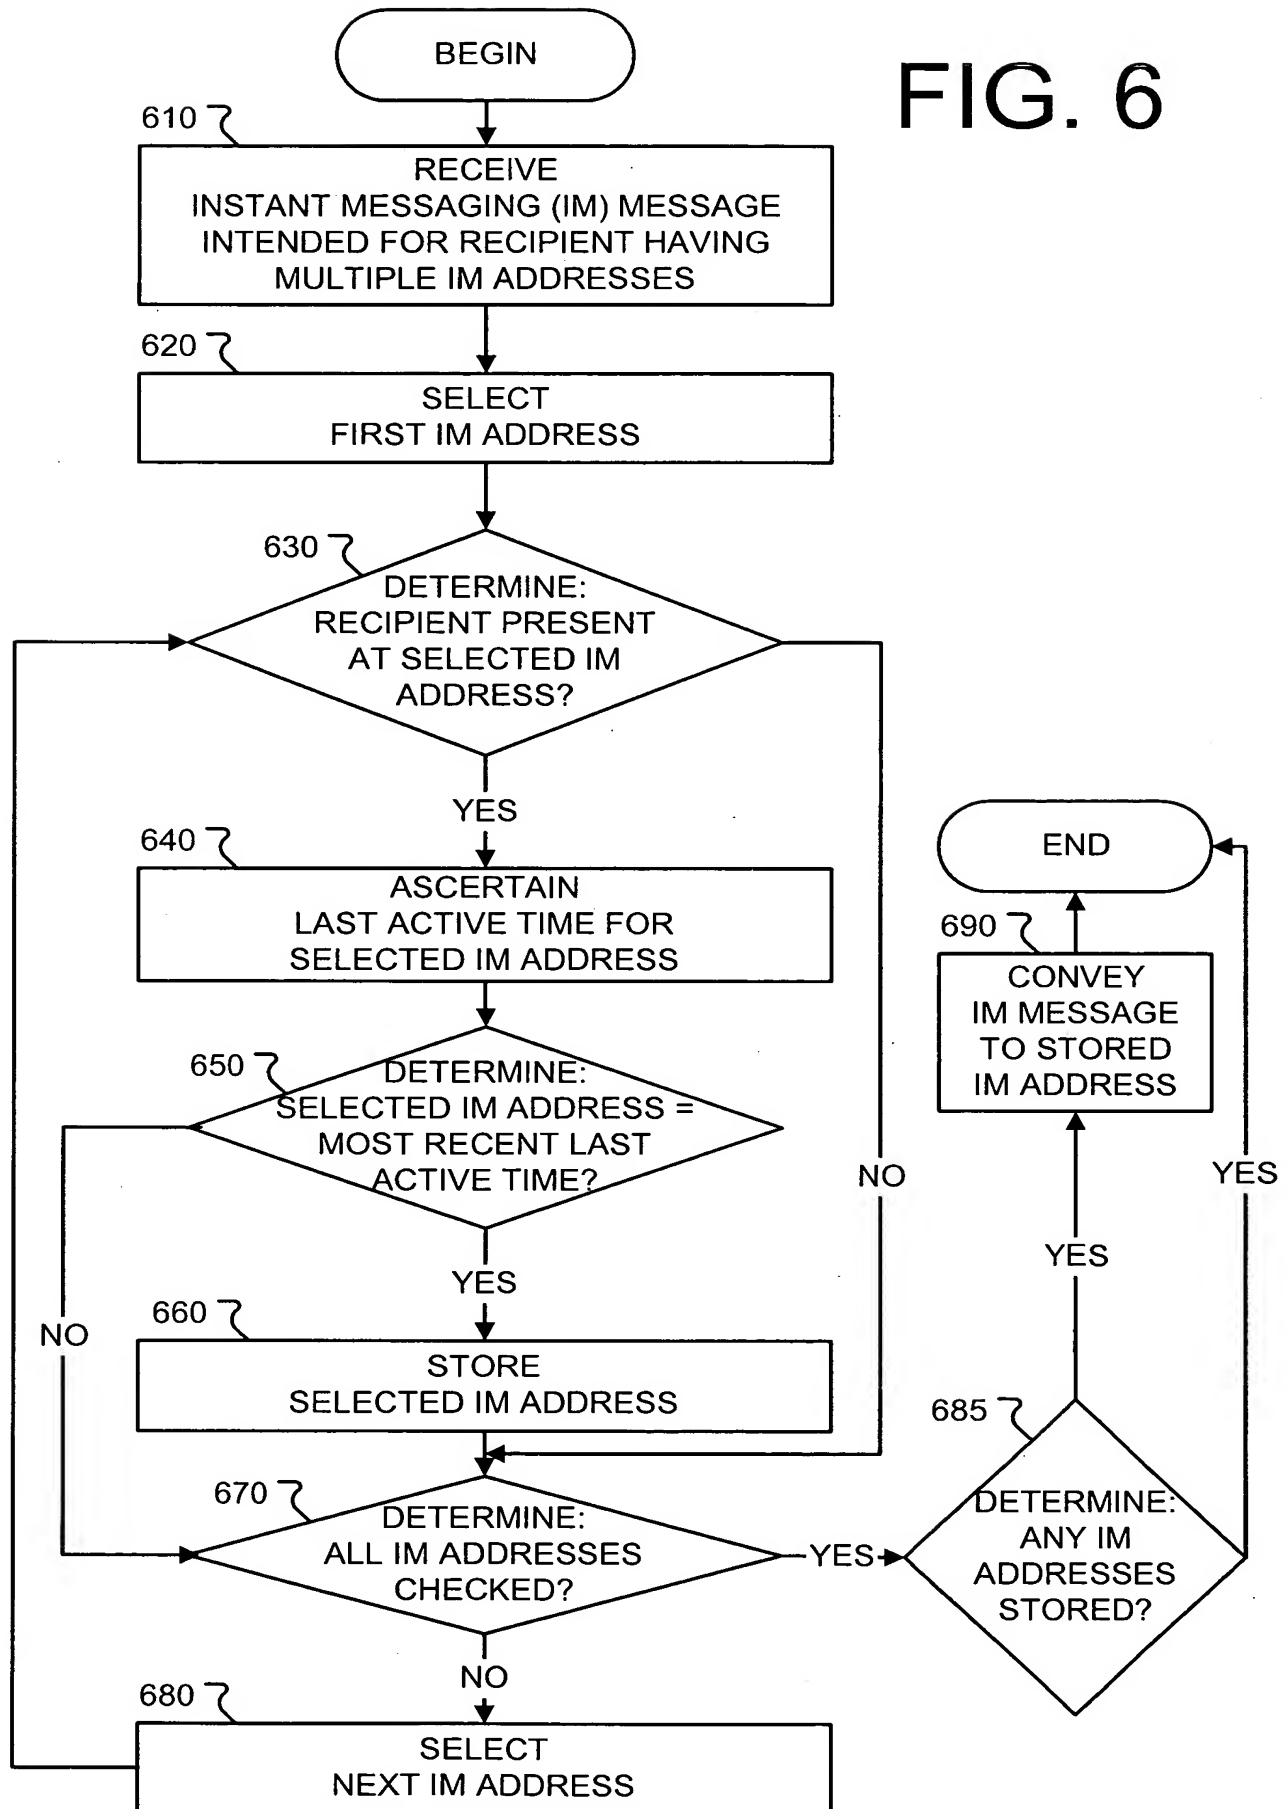 BEGIN
FIG. 6
610
RECEIVE
INSTANT MESSAGING (IM) MESSAGE
INTENDED FOR RECIPIENT HAVING
MULTIPLE IM ADDRESSES
620
SELECT
FIRST IM ADDRESS
630
DETERMINE:
RECIPIENT PRESENT
AT SELECTED IM
ADDRESS?
YES
640
ASCERTAIN
LAST ACTIVE TIME FOR
SELECTED IM ADDRESS
650
DETERMINE:
SELECTED IM ADDRESS =
MOST RECENT LAST
ACTIVE TIME?
NO
YES
NO
660
STORE
SELECTED IM ADDRESS
670
DETERMINE:
ALL IM ADDRESSES
CHECKED?
YES
NO
680
SELECT
NEXT IM ADDRESS
END
690
CONVEY
IM MESSAGE
TO STORED
IM ADDRESS
YES
YES
685
DETERMINE:
ANY IM
ADDRESSES
STORED?